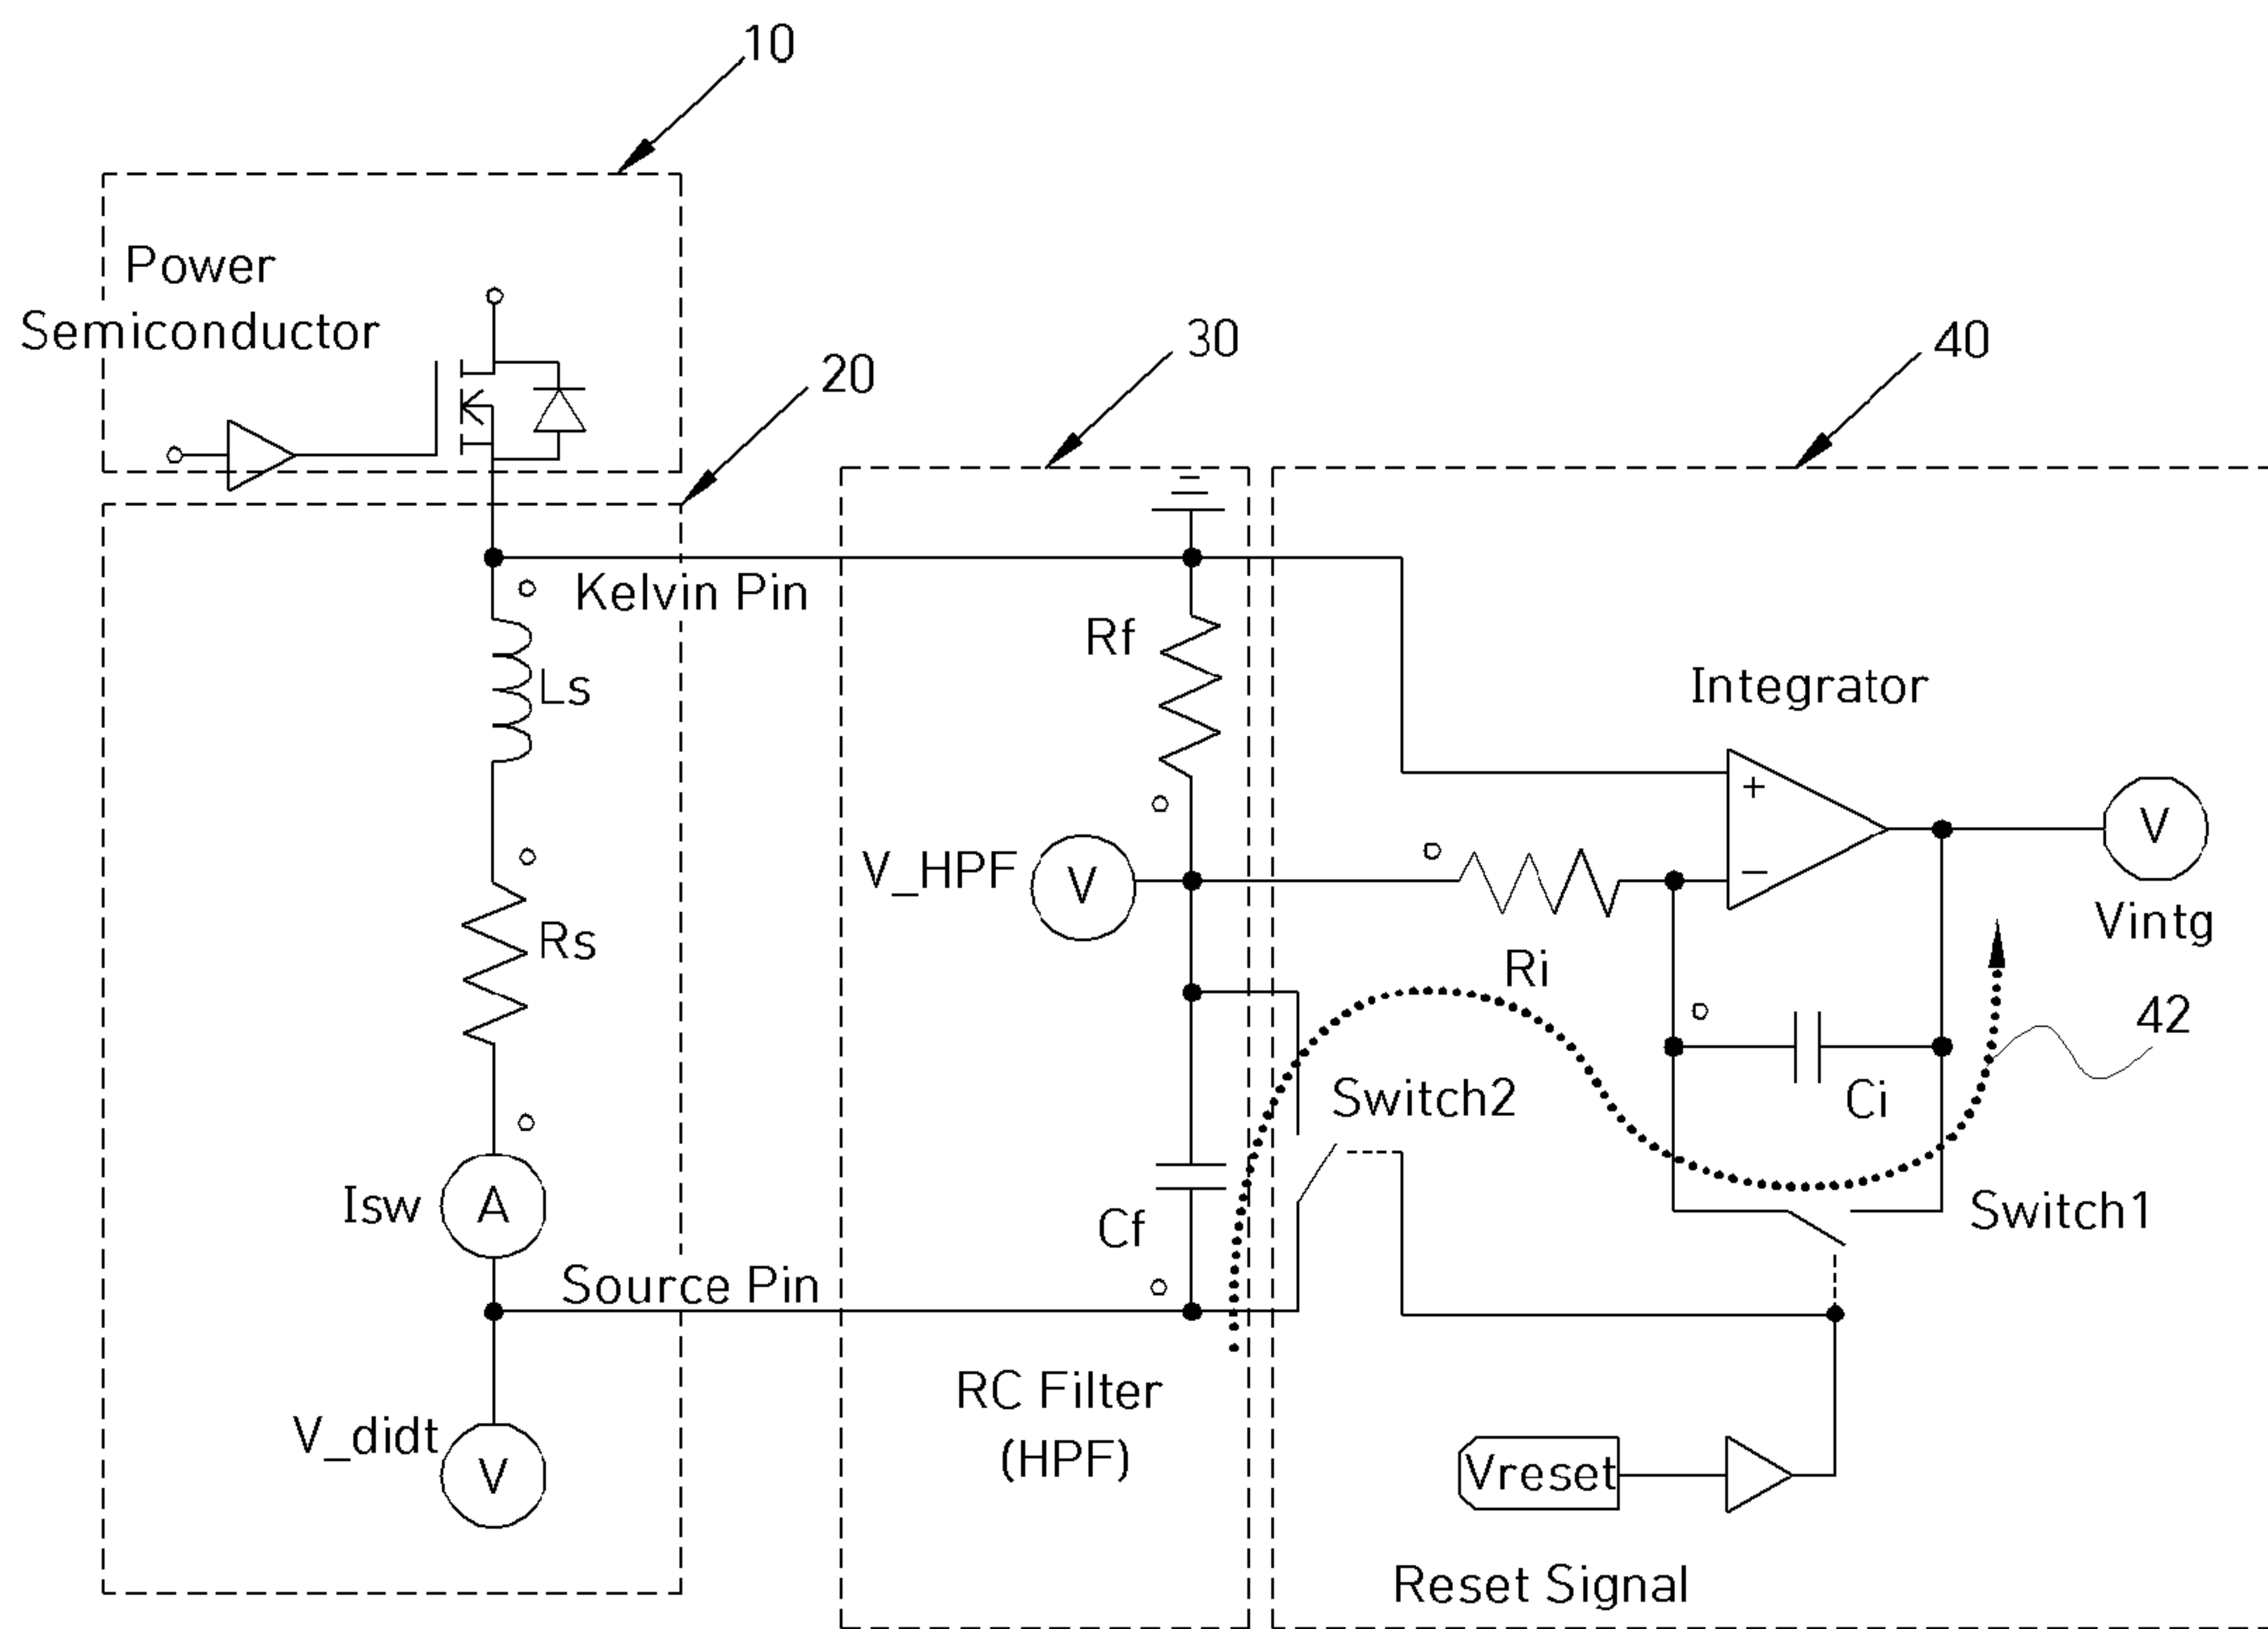 10
Power
Semiconductor
20
30
40
Kelvin Pin
Rf
Ls
Integrator
+
V_HPF
V
−
V
Vintg
Rs
Ri
42
Switch2
Ci
Isw
A
Cf
Switch1
Source Pin
RC Filter
(HPF)
V_didt
V
Vreset
Reset Signal